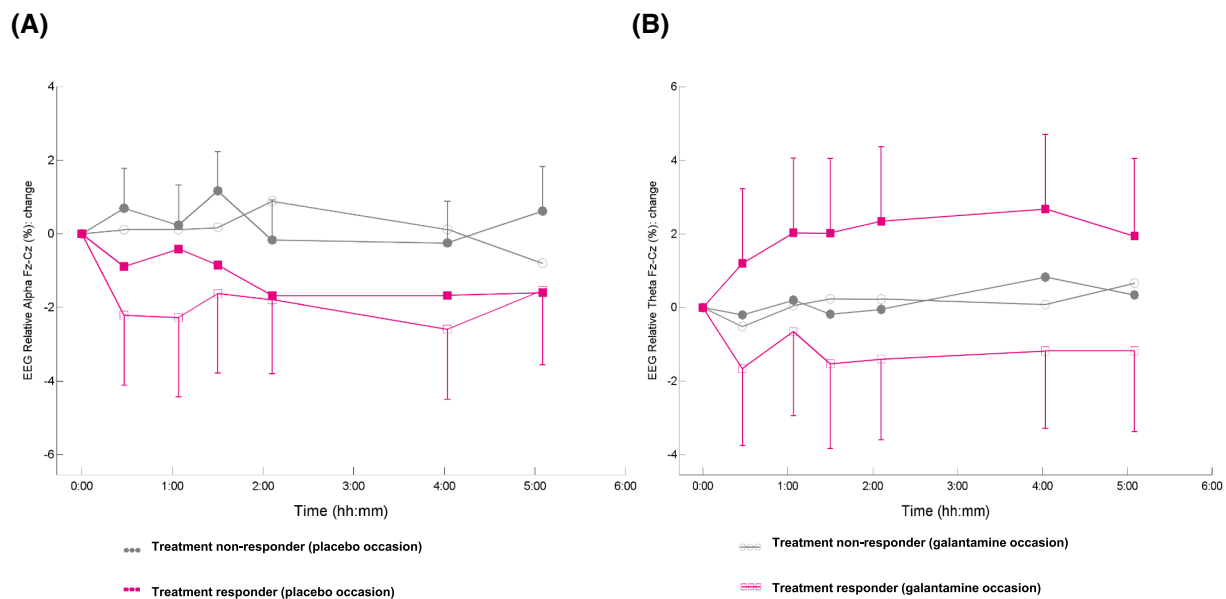 (A)
(B)
EEG Relative Alpha Fz-Cz (%): change
4
2
0
-2
-4
-6
0:00 1:00 2:00 3:00 4:00 5:00 6:00
Time (hh:mm)
EEG Relative Theta Fz-Cz (%): change
6
4
2
0
-2
-4
0:00 1:00 2:00 3:00 4:00 5:00 6:00
Time (hh:mm)
Treatment non-responder (placebo occasion)
Treatment responder (placebo occasion)
Treatment non-responder (galantamine occasion)
Treatment responder (galantamine occasion)